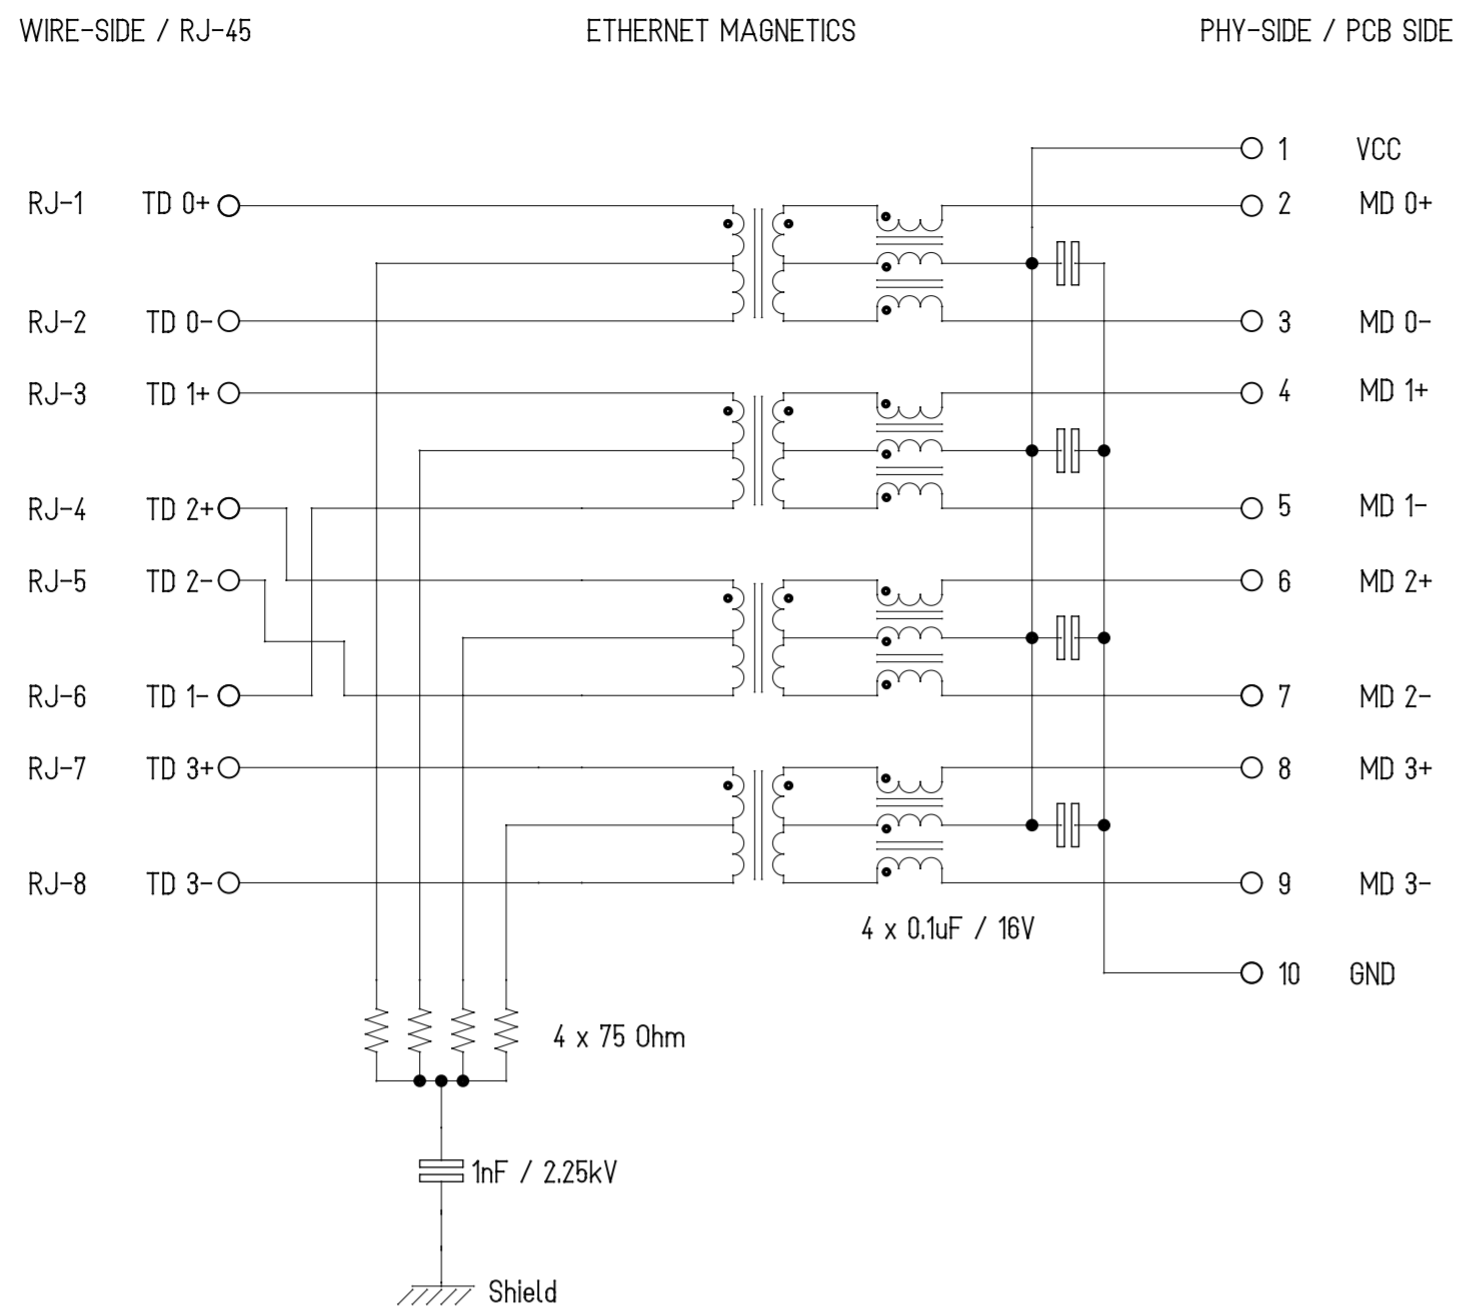 WIRE-SIDE / RJ-45 ETHERNET MAGNETICS PHY-SIDE / PCB SIDE
1 VCC
RJ-1 TD 0+ 2 MD 0+
RJ-2 TD 0- 3 MD 0-
RJ-3 TD 1+ 4 MD 1+
RJ-4 TD 2+ 5 MD 1-
RJ-5 TD 2- 6 MD 2+
RJ-6 TD 1- 7 MD 2-
RJ-7 TD 3+ 8 MD 3+
RJ-8 TD 3- 9 MD 3-
4 x 0.1uF / 16V
10 GND
4 x 75 Ohm
1nF / 2.25kV
Shield